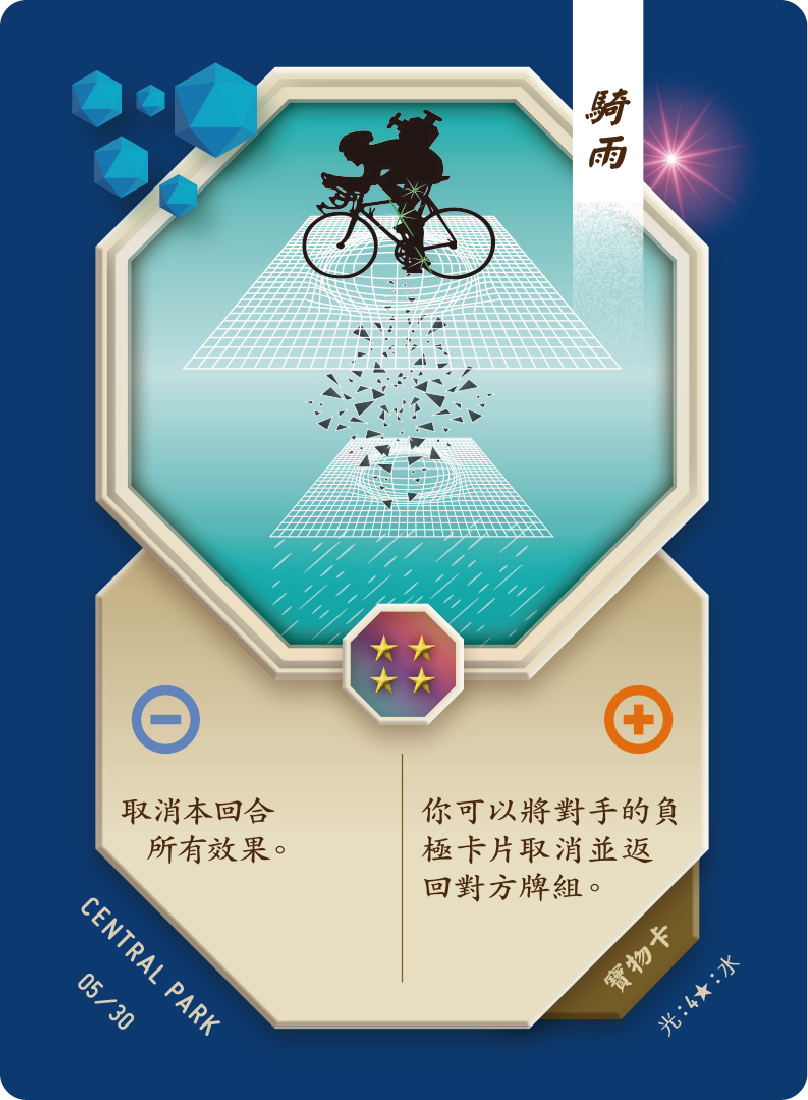 騎雨
取消本回合
所有效果。
你可以將對手的負
極卡片取消並返
回對方牌組。
寶物卡
CENTRAL PARK
05/30
光:4★:水